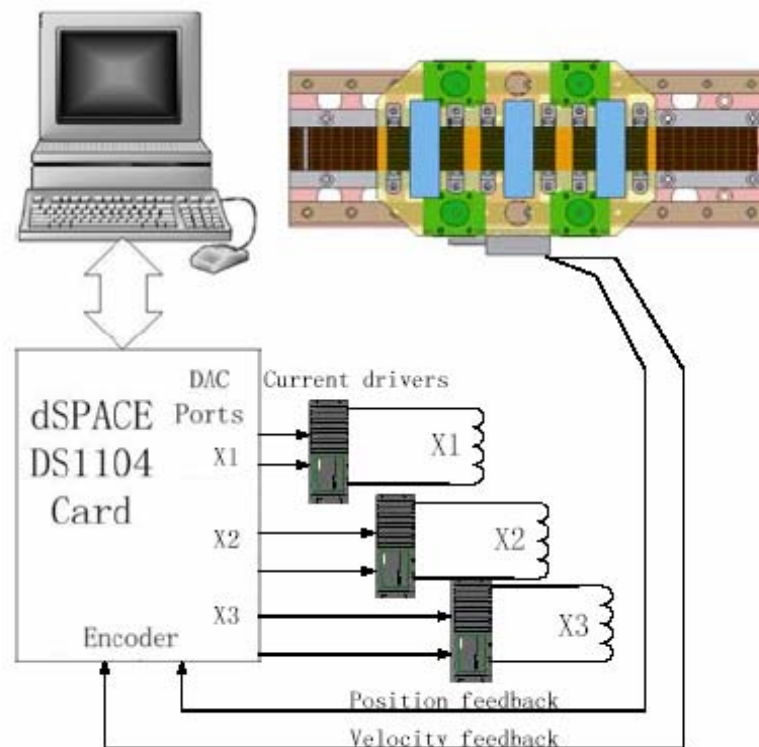 dSPACE
DS1104
Card
DAC
Ports
Current drivers
X1
X1
X2
X2
X3
X3
Encoder
Position feedback
Velocity feedback